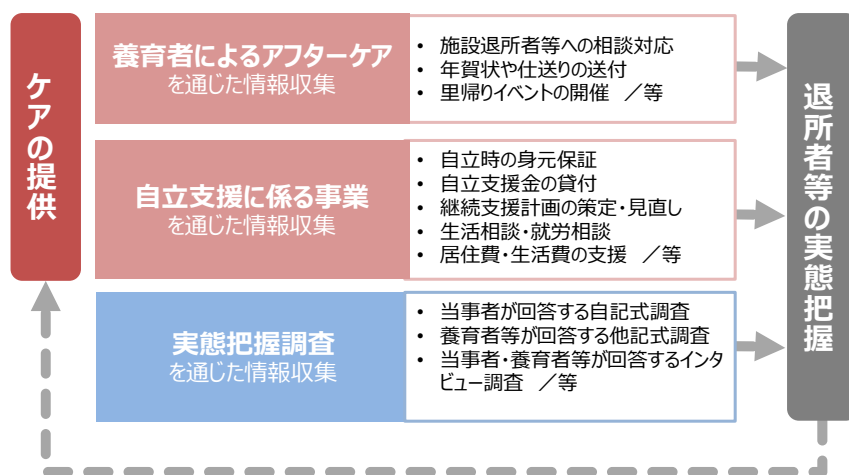 ケアの提供
養育者によるアフターケア
を通じた情報収集
• 施設退所者等への相談対応
• 年賀状や仕送りの送付
• 里帰りイベントの開催 ／等
自立支援に係る事業
を通じた情報収集
• 自立時の身元保証
• 自立支援金の貸付
• 継続支援計画の策定・見直し
• 生活相談・就労相談
• 居住費・生活費の支援 ／等
実態把握調査
を通じた情報収集
• 当事者が回答する自記式調査
• 養育者等が回答する他記式調査
• 当事者・養育者等が回答するインタ
ビュー調査 ／等
退所者等の実態把握